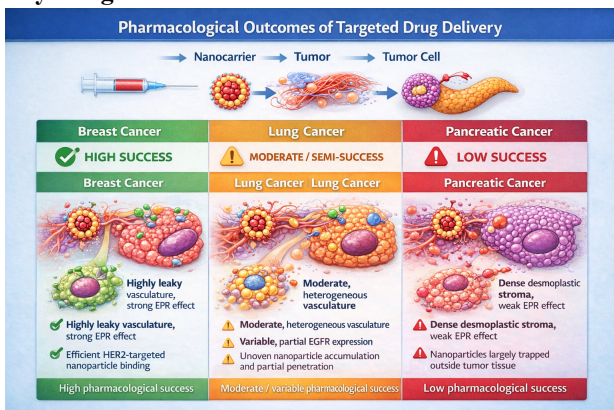 Pharmacological Outcomes of Targeted Drug Delivery
Nanocarrier
Tumor
Tumor Cell
Breast Cancer
HIGH SUCCESS
Breast Cancer
Highly leaky
vasculature,
strong EPR effect
Highly leaky vasculature,
strong EPR effect
Efficient HER2-targeted
nanoparticle binding
High pharmacological success
Lung Cancer
MODERATE / SEMI-SUCCESS
Lung Cancer Lung Cancer
Moderate,
heterogeneous
vasculature
Moderate, heterogeneous vasculature
Variable, partial EGFR expression
Unoven nanoparticle accumulation
and partial penetration
Moderate / variable pharmacological success
Pancreatic Cancer
LOW SUCCESS
Pancreatic Cancer
Dense desmoplastic
stroma,
weak EPR effect
Dense desmoplastic stroma,
weak EPR effect
Nanoparticles largely trapped
outside tumor tissue
Low pharmacological success